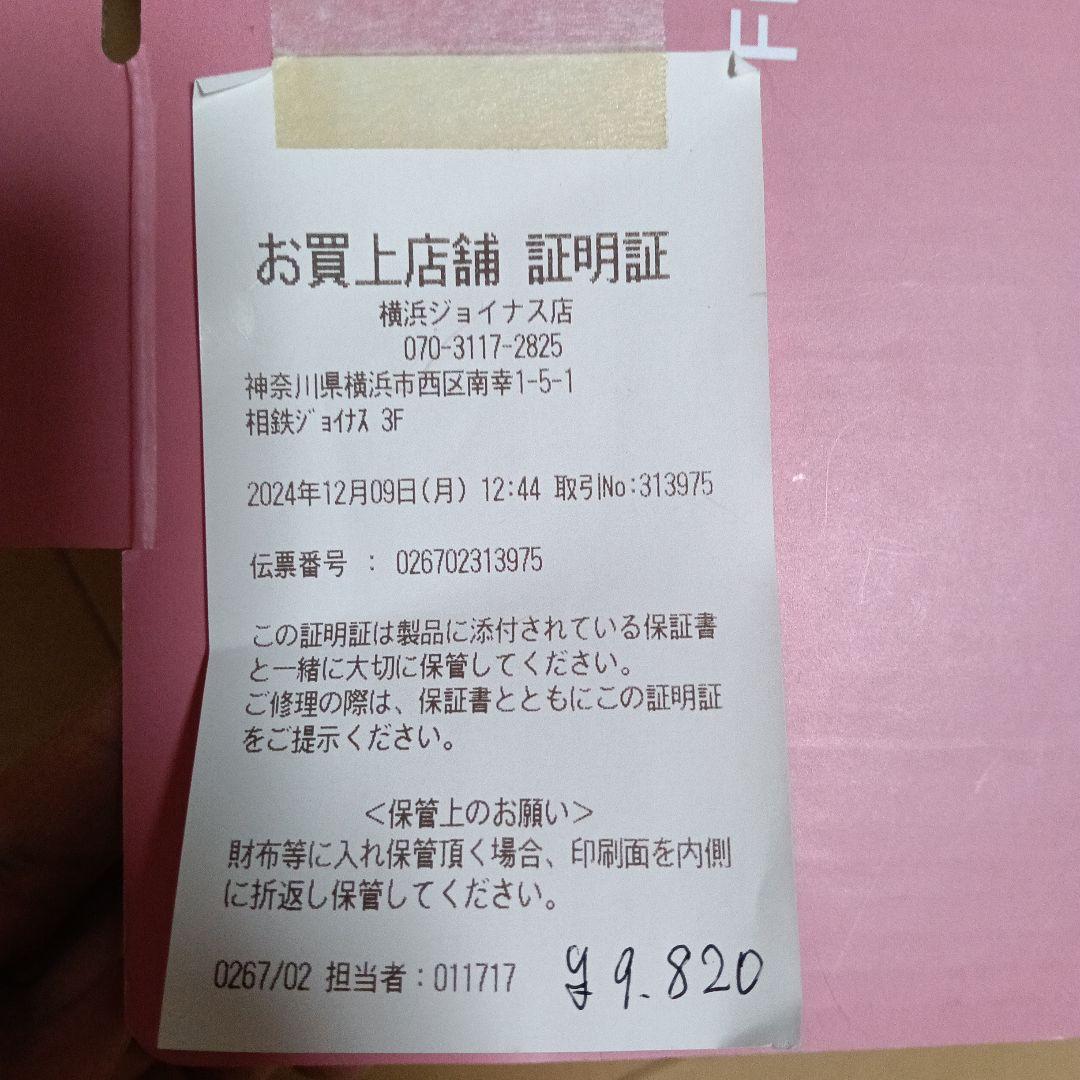 お買上店舗 証明証
横浜ジョイナス店
070-3117-2825
神奈川県横浜市西区南幸1-5-1
相鉄ｼﾞｮｲﾅｽ 3F
2024年12月09日(月) 12:44 取引No:313975
伝票番号 : 026702313975
この証明証は製品に添付されている保証書
と一緒に大切に保管してください。
ご修理の際は、保証書とともにこの証明証
をご提示ください。
<保管上のお願い>
財布等に入れ保管頂く場合、印刷面を内側
に折返し保管してください。
0267/02 担当者:011717 ¥9.820